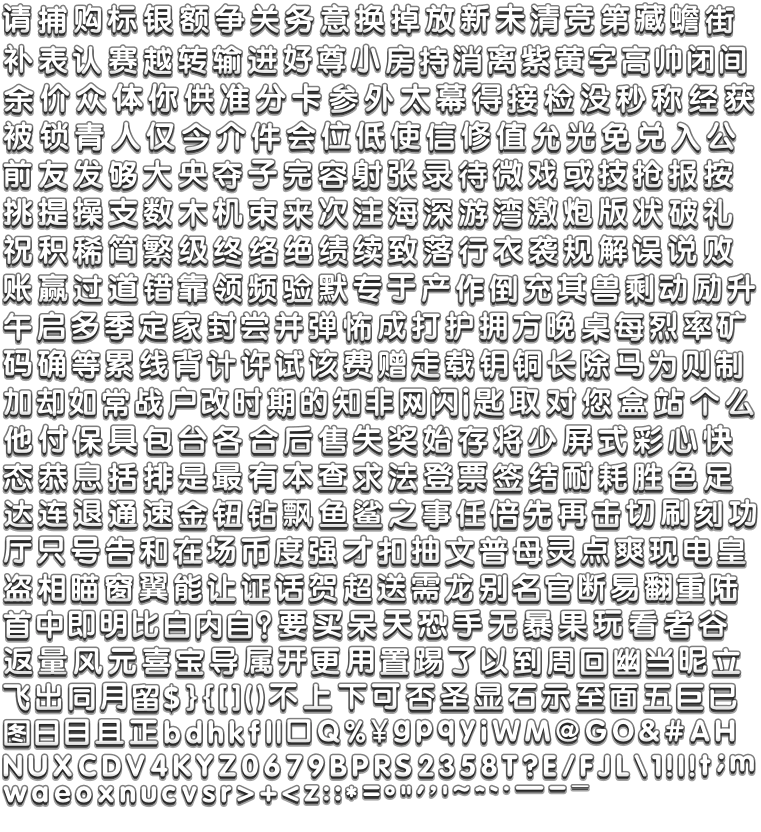 请捕购标银额争关务意换掉放新未清竞第藏蟾街
补表认赛越转输进好尊小房持消离紫黄字高帅闭间
余价众体你供准分卡参外太幕得接检没秒称经获
被锁青人仅今介件会位低使信修值允光免兑入公
前友发够大央夺子完容射张录待微戏或技抢报按
挑提操支数木机束来次注海深游湾激炮版状破礼
祝积稀简繁级终络绝绩续致落行衣袭规解误说败
账赢过道错靠领频验默专于产作倒充其兽剩动励升
午启多季定家封尝并弹怖成打护拥方晚桌每烈率矿
码确等累线背计许试该费赠走载钥铜长除马为则制
加却如常战户改时期的知非网闪j匙取对您盒站个么
他付保具包台各合后售失奖始存将少屏式彩心快
态恭息括排是最有本查求法登票签结耐耗胜色足
达连退通速金钮钻飘鱼鲨之事任倍先再击切刷刻功
厅只号告和在场币度强才扣抽文普母灵点爽现电皇
盗相瞄窗翼能让证话贺超送需龙别名官断易翻重陆
首中即明比白内自?要买呆天恐手无暴果玩看者谷
返量风元喜宝导属开更用置踢了以到周回幽当昵立
飞出同月留$}{[]()不上下可否圣显石示至面五巨已
图日目且正bdhkfl|口Q%¥gpqyiWM@GO&#AH
NUXCDV4KYZ0679BPRS2358T?E/FJL\1!I|t;m
waeoxnucvsr>+<z::*=°"'',!~^-`—–¯